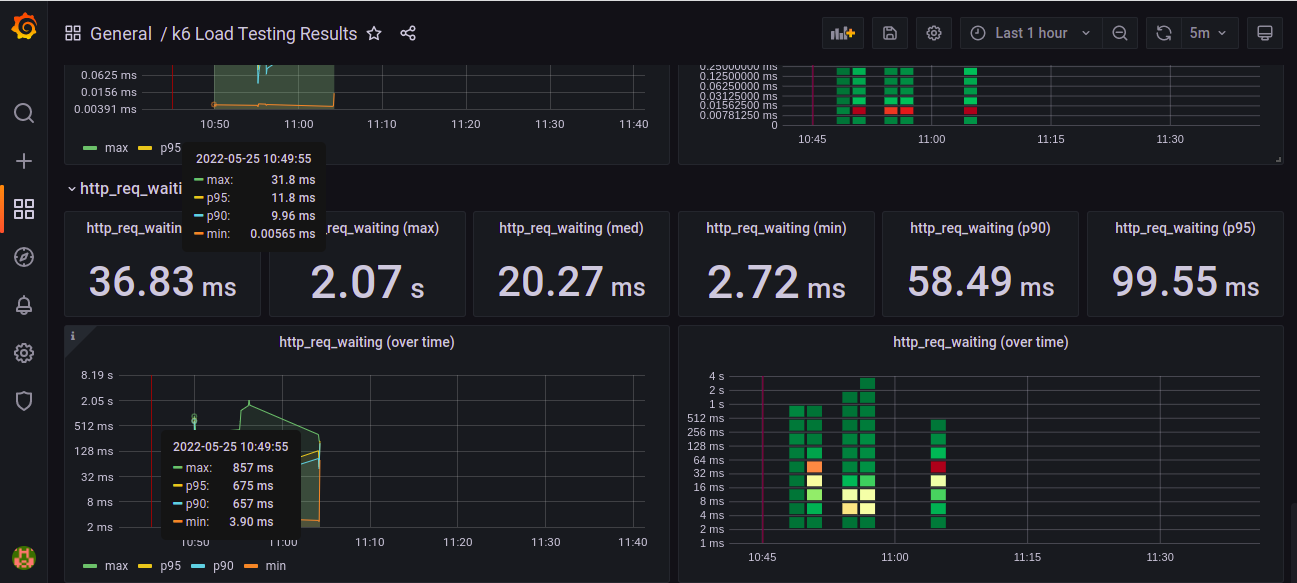 General / k6 Load Testing Results
Last 1 hour
5m
0.0625 ms
0.0156 ms
0.00391 ms
10:50 11:00 11:10 11:20 11:30 11:40
max p95
0.25000000 ms
0.12500000 ms
0.06250000 ms
0.03125000 ms
0.01562500 ms
0.00781250 ms
0
10:45 11:00 11:15 11:30
2022-05-25 10:49:55
max: 31.8 ms
p95: 11.8 ms
p90: 9.96 ms
min: 0.00565 ms
http_req_waiti
http_req_waitin
36.83 ms
req_waiting (max)
2.07 s
http_req_waiting (med)
20.27 ms
http_req_waiting (min)
2.72 ms
http_req_waiting (p90)
58.49 ms
http_req_waiting (p95)
99.55 ms
i
http_req_waiting (over time)
8.19 s
2.05 s
512 ms
128 ms
32 ms
8 ms
2 ms
2022-05-25 10:49:55
max: 857 ms
p95: 675 ms
p90: 657 ms
min: 3.90 ms
10:50 11:00 11:10 11:20 11:30 11:40
max p95 p90 min
http_req_waiting (over time)
4 s
2 s
1 s
512 ms
256 ms
128 ms
64 ms
32 ms
16 ms
8 ms
4 ms
2 ms
1 ms
10:45 11:00 11:15 11:30